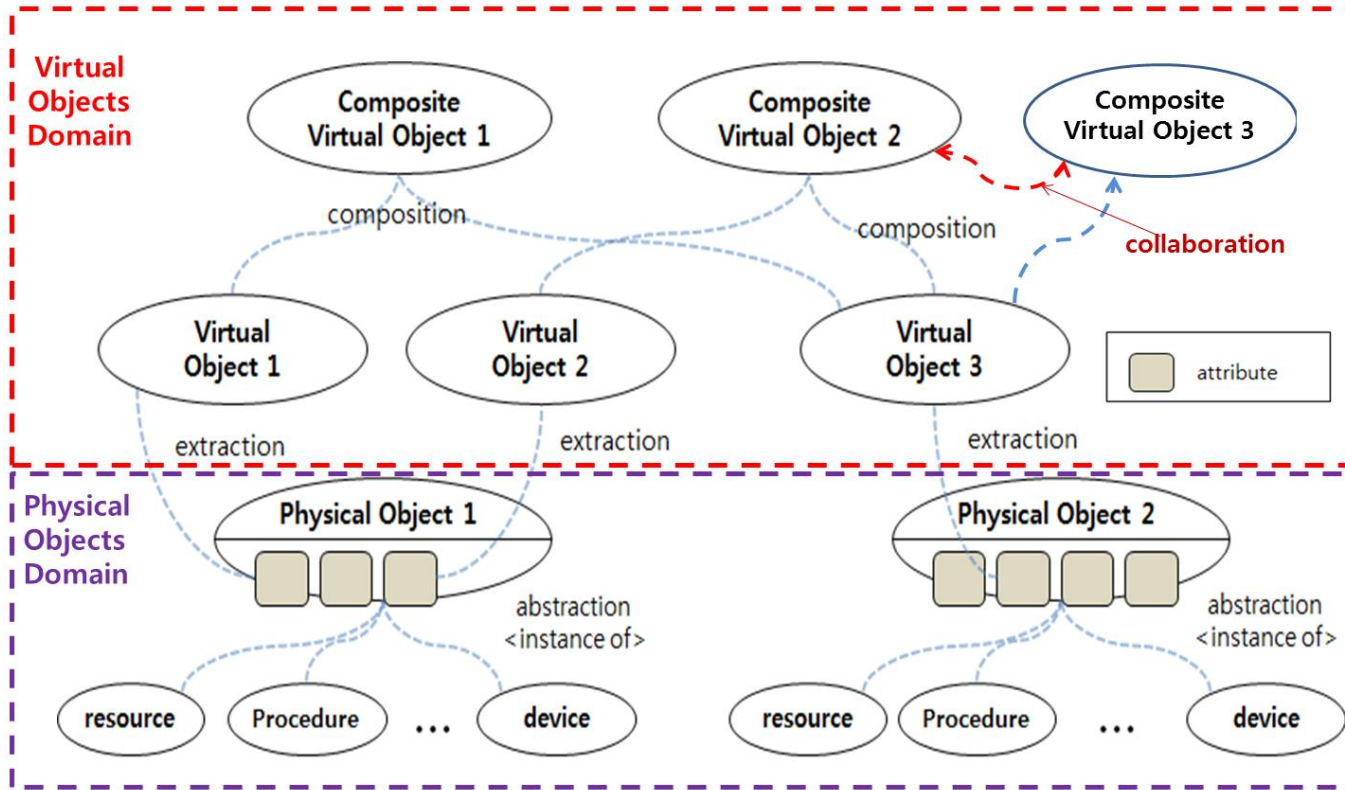 Virtual
Objects
Domain
Composite
Virtual Object 1
Composite
Virtual Object 2
Composite
Virtual Object 3
composition
composition
collaboration
Virtual
Object 1
Virtual
Object 2
Virtual
Object 3
attribute
extraction
extraction
extraction
Physical
Objects
Domain
Physical Object 1
Physical Object 2
abstraction
<instance of>
abstraction
<instance of>
resource
Procedure
...
device
resource
Procedure
...
device